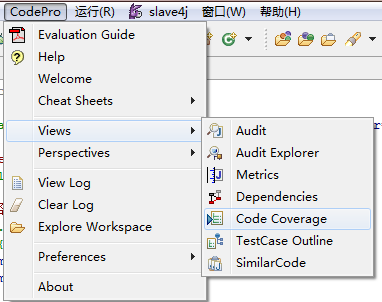 CodePro 运行(R) slave4j 窗口(W) 帮助(H)
Evaluation Guide
Help
Welcome
Cheat Sheets
Views
Perspectives
View Log
Clear Log
Explore Workspace
Preferences
About
Audit
Audit Explorer
Metrics
Dependencies
Code Coverage
TestCase Outline
SimilarCode